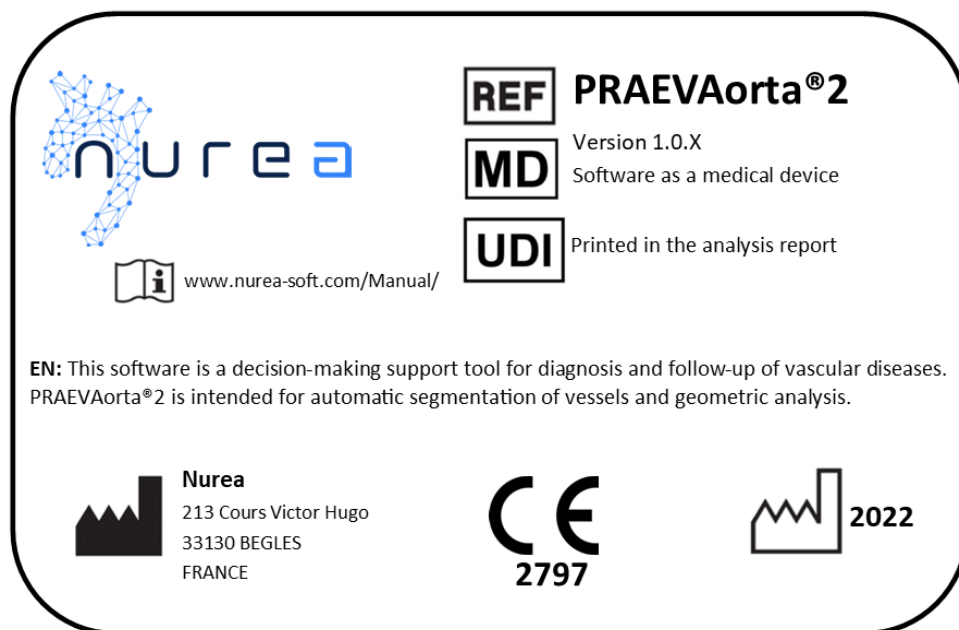 nurea
REF PRAEVAorta®2
Version 1.0.X
MD Software as a medical device
UDI Printed in the analysis report
i www.nurea-soft.com/Manual/
EN: This software is a decision-making support tool for diagnosis and follow-up of vascular diseases.
PRAEVAorta®2 is intended for automatic segmentation of vessels and geometric analysis.
Nurea
213 Cours Victor Hugo
33130 BEGLES
FRANCE
CE
2797
2022